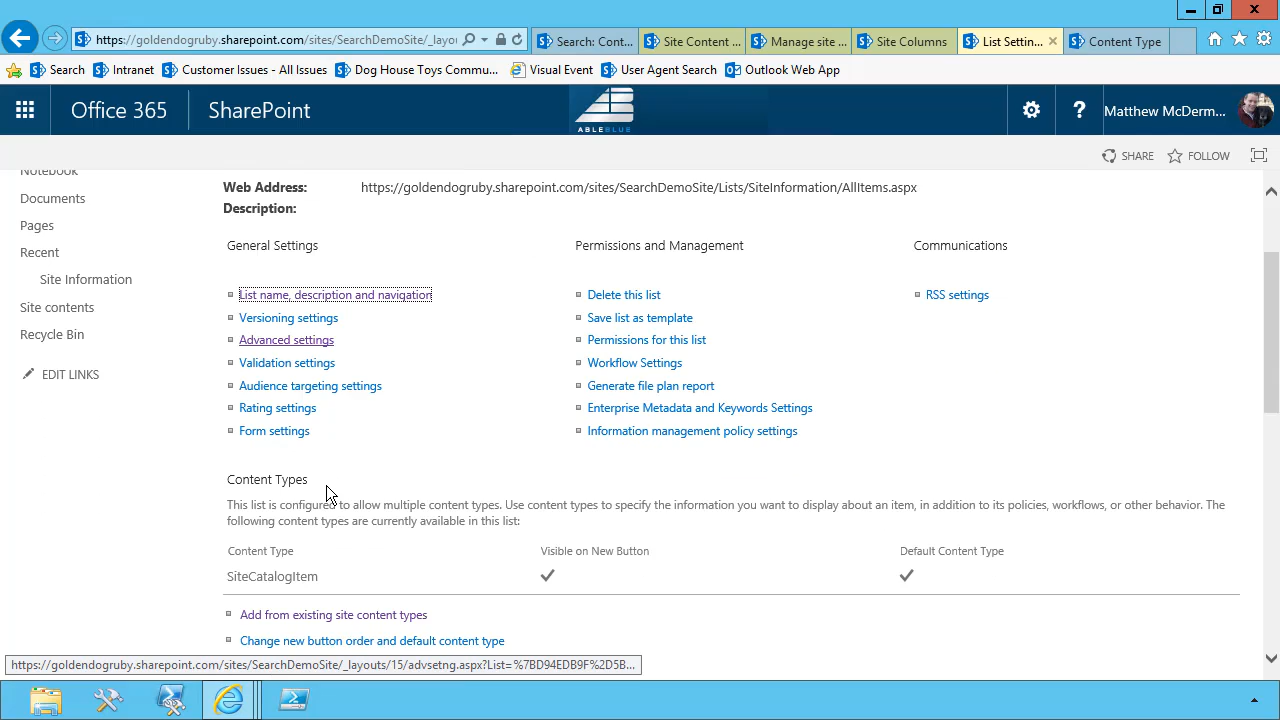 https://goldendogruby.sharepoint.com/sites/SearchDemoSite/_layou
Search: Cont...
Site Content ...
Manage site ...
Site Columns
List Settin...
Content Type
Search
Intranet
Customer Issues - All Issues
Dog House Toys Commu...
Visual Event
User Agent Search
Outlook Web App
Office 365
SharePoint
ABLEBLUE
?
Matthew McDerm...
SHARE
FOLLOW
Notebook
Documents
Pages
Recent
Site Information
Site contents
Recycle Bin
EDIT LINKS
Web Address: https://goldendogruby.sharepoint.com/sites/SearchDemoSite/Lists/SiteInformation/AllItems.aspx
Description:
General Settings
List name, description and navigation
Versioning settings
Advanced settings
Validation settings
Audience targeting settings
Rating settings
Form settings
Permissions and Management
Delete this list
Save list as template
Permissions for this list
Workflow Settings
Generate file plan report
Enterprise Metadata and Keywords Settings
Information management policy settings
Communications
RSS settings
Content Types
This list is configured to allow multiple content types. Use content types to specify the information you want to display about an item, in addition to its policies, workflows, or other behavior. The
following content types are currently available in this list:
Content Type Visible on New Button Default Content Type
SiteCatalogItem
Add from existing site content types
Change new button order and default content type
https://goldendogruby.sharepoint.com/sites/SearchDemoSite/_layouts/15/advsetng.aspx?List=%7BD94EDB9F%2D5B...